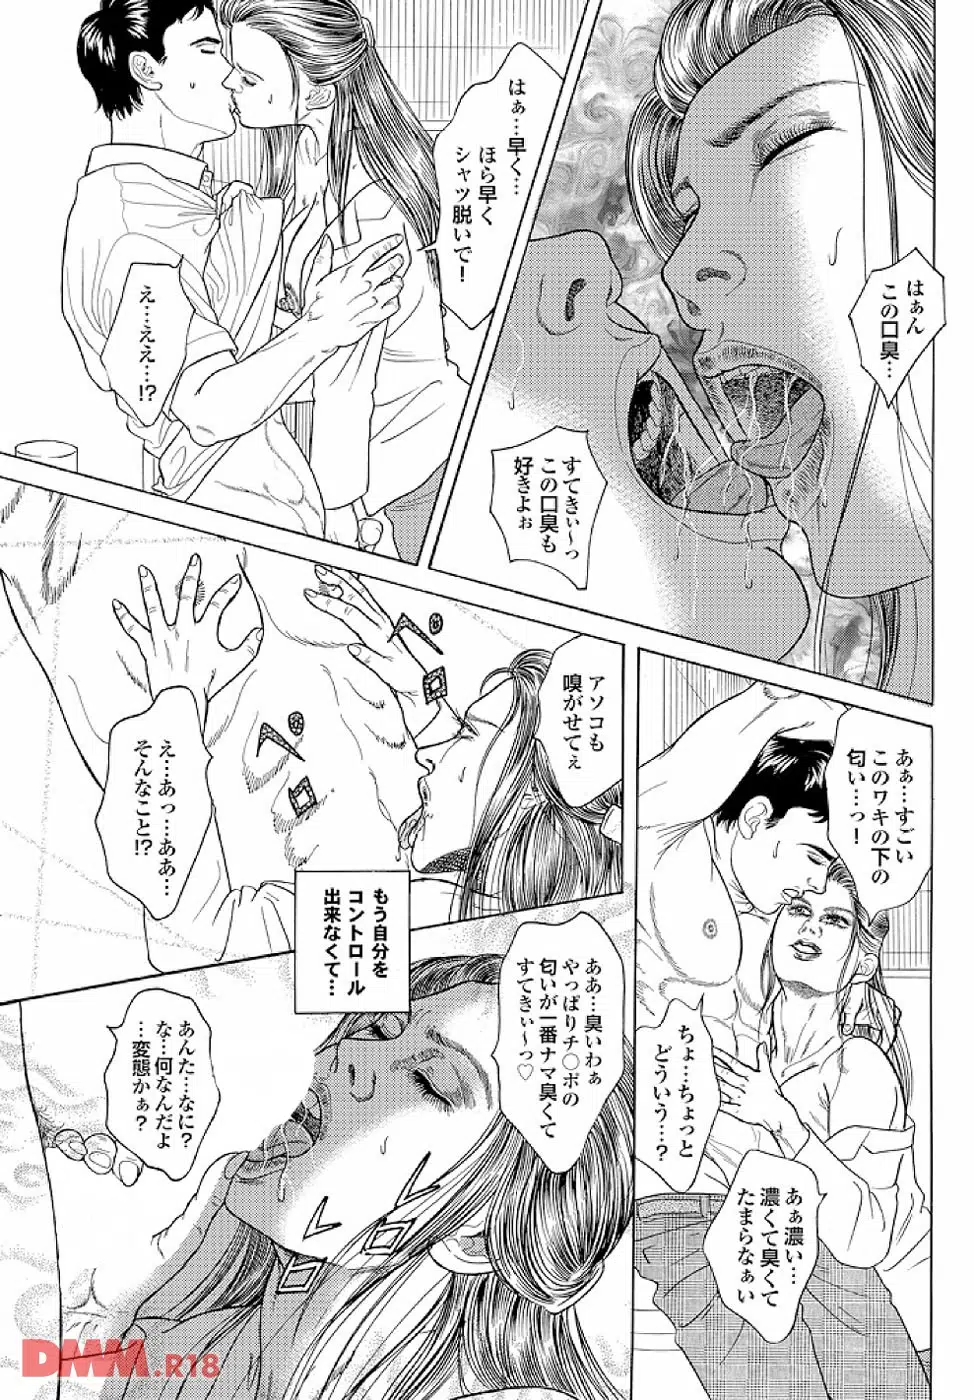 はぁん
この口臭…
すてきぃ～っ
この口臭も
好きよぉ
はぁ…早く…
ほら早く
シャツ脱いで！
え…ええ…!?
あぁ…すごい
このワキの下の
匂い…っ！
ちょ…ちょっと
どういう…？
あぁ濃い…
濃くて臭くて
たまらなぁい
アソコも
嗅がせてぇ
ペロ
ペロ
え…あっ…ああ…
そんなこと!?
もう自分を
コントロール
出来なくて…
ああ…臭いわぁ
やっぱりチ○ポの
匂いが一番ナマ臭くて
すてきぃ～っ♡
あんた…なに？
な…何なんだよ
…変態かぁ？
DMM.R18